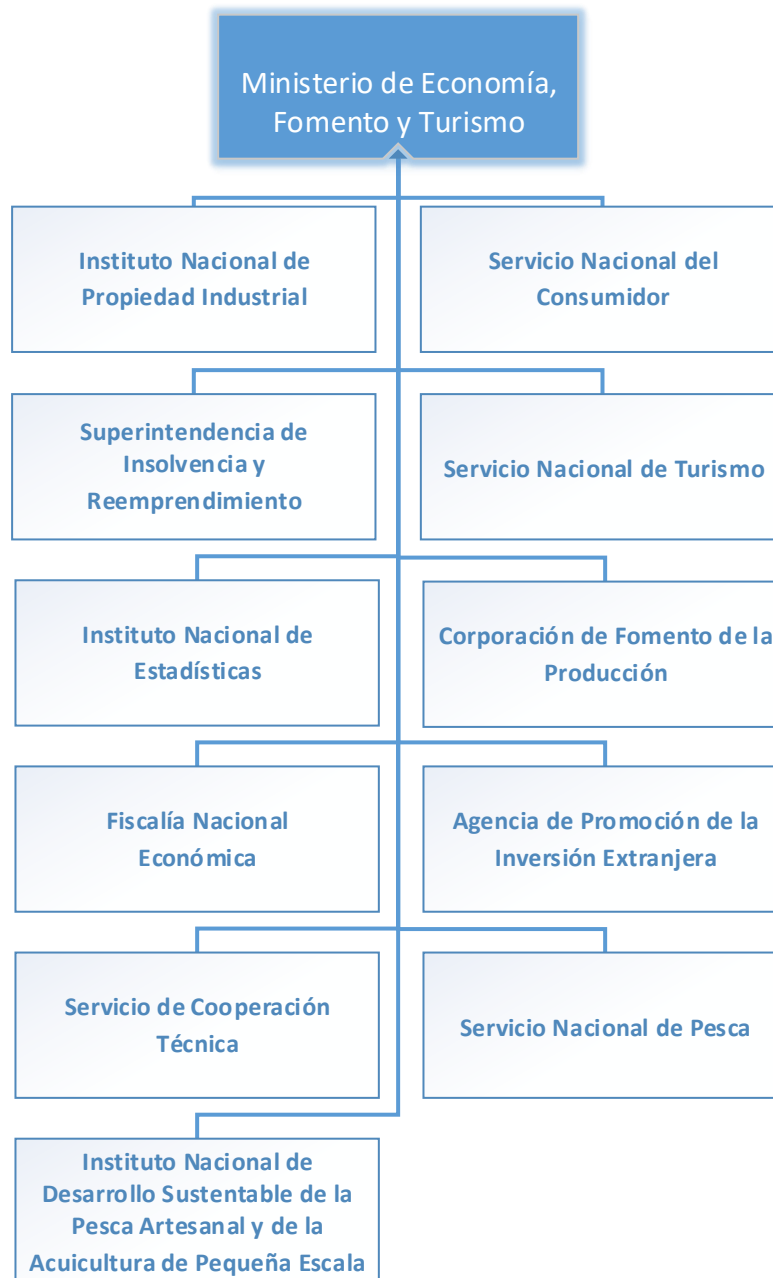 Ministerio de Economía,
Fomento y Turismo
Instituto Nacional de
Propiedad Industrial
Servicio Nacional del
Consumidor
Superintendencia de
Insolvencia y
Reemprendimiento
Servicio Nacional de Turismo
Instituto Nacional de
Estadísticas
Corporación de Fomento de la
Producción
Fiscalía Nacional
Económica
Agencia de Promoción de la
Inversión Extranjera
Servicio de Cooperación
Técnica
Servicio Nacional de Pesca
Instituto Nacional de
Desarrollo Sustentable de la
Pesca Artesanal y de la
Acuicultura de Pequeña Escala